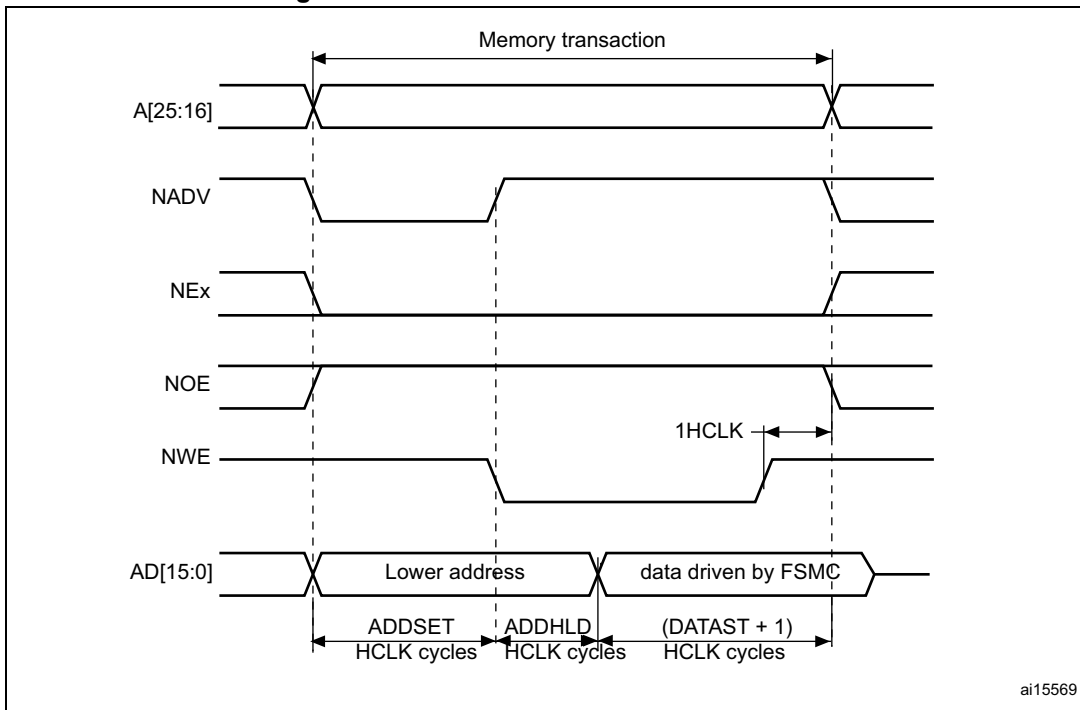 Memory transaction
A[25:16]
NADV
NEx
NOE
1HCLK
NWE
AD[15:0]
Lower address
data driven by FSMC
ADDSET
ADDHLD
(DATAST + 1)
HCLK cycles
HCLK cycles
HCLK cycles
ai15569